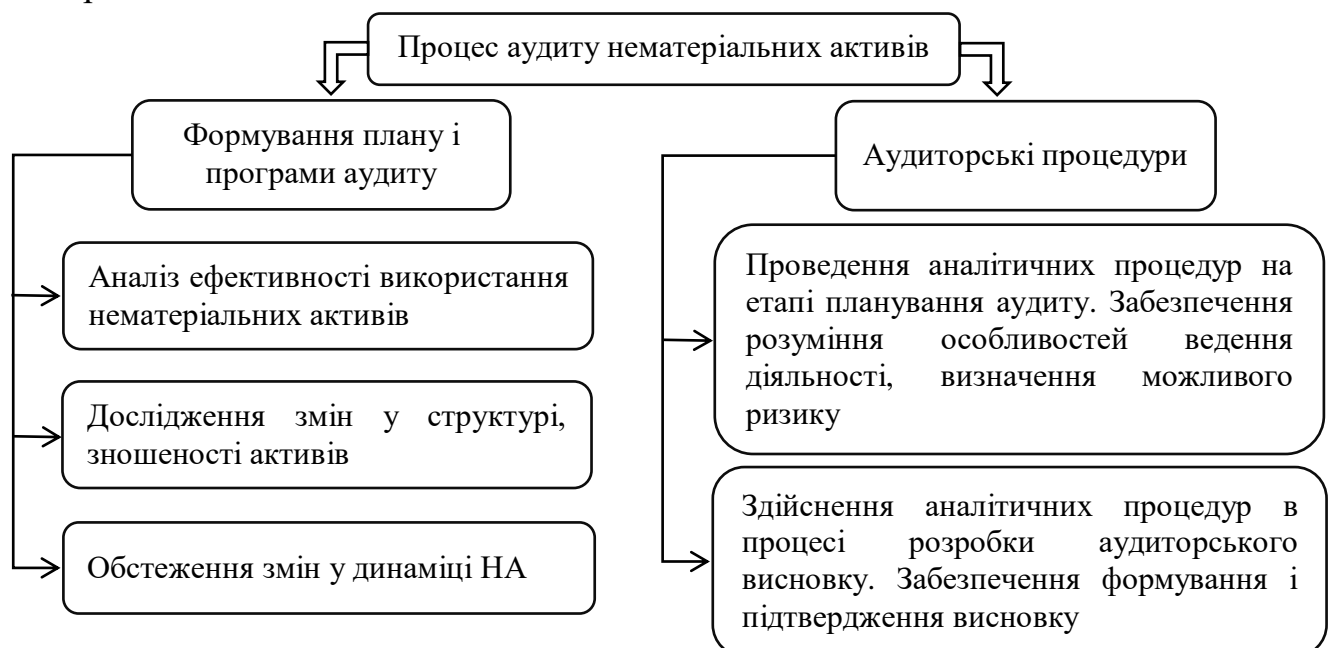 Процес аудиту нематеріальних активів
Формування плану і
програми аудиту
Аналіз ефективності використання
нематеріальних активів
Дослідження змін у структурі,
зношеності активів
Обстеження змін у динаміці НА
Аудиторські процедури
Проведення аналітичних процедур на
етапі планування аудиту. Забезпечення
розуміння особливостей ведення
діяльності, визначення можливого
ризику
Здійснення аналітичних процедур в
процесі розробки аудиторського
висновку. Забезпечення формування і
підтвердження висновку